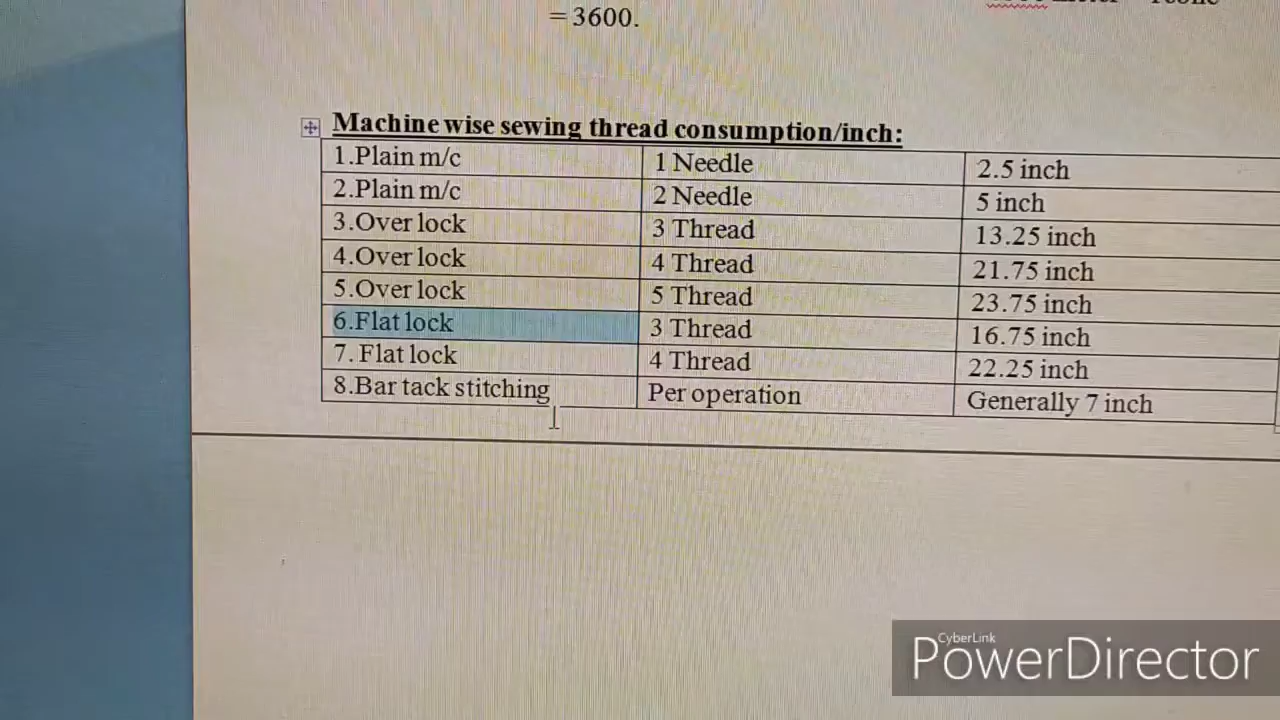 = 3600.
Machine wise sewing thread consumption/inch:
1.Plain m/c 1 Needle 2.5 inch
2.Plain m/c 2 Needle 5 inch
3.Over lock 3 Thread 13.25 inch
4.Over lock 4 Thread 21.75 inch
5.Over lock 5 Thread 23.75 inch
6.Flat lock 3 Thread 16.75 inch
7. Flat lock 4 Thread 22.25 inch
8.Bar tack stitching Per operation Generally 7 inch
CyberLink
PowerDirector